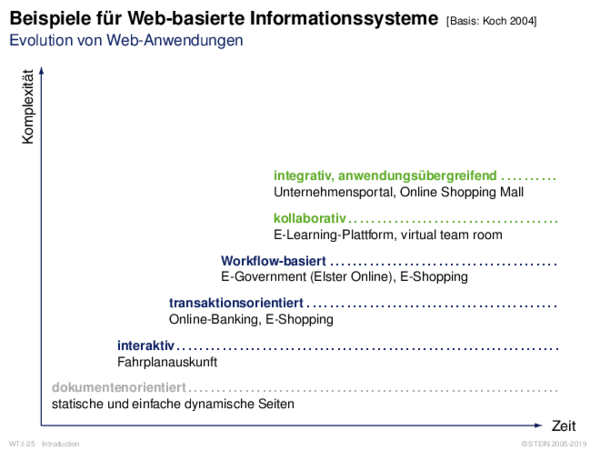 Beispiele für Web-basierte Informationssysteme [Basis: Koch 2004]
Evolution von Web-Anwendungen
Komplexität
integrativ, anwendungsübergreifend ..........
Unternehmensportal, Online Shopping Mall
kollaborativ.....................................
E-Learning-Plattform, virtual team room
Workflow-basiert ........................................
E-Government (Elster Online), E-Shopping
transaktionsorientiert ............................................
Online-Banking, E-Shopping
interaktiv...................................................................
Fahrplanauskunft
dokumentenorientiert.................................................................
statische und einfache dynamische Seiten
Zeit
WT:I-25 Introduction
©STEIN 2005-2019